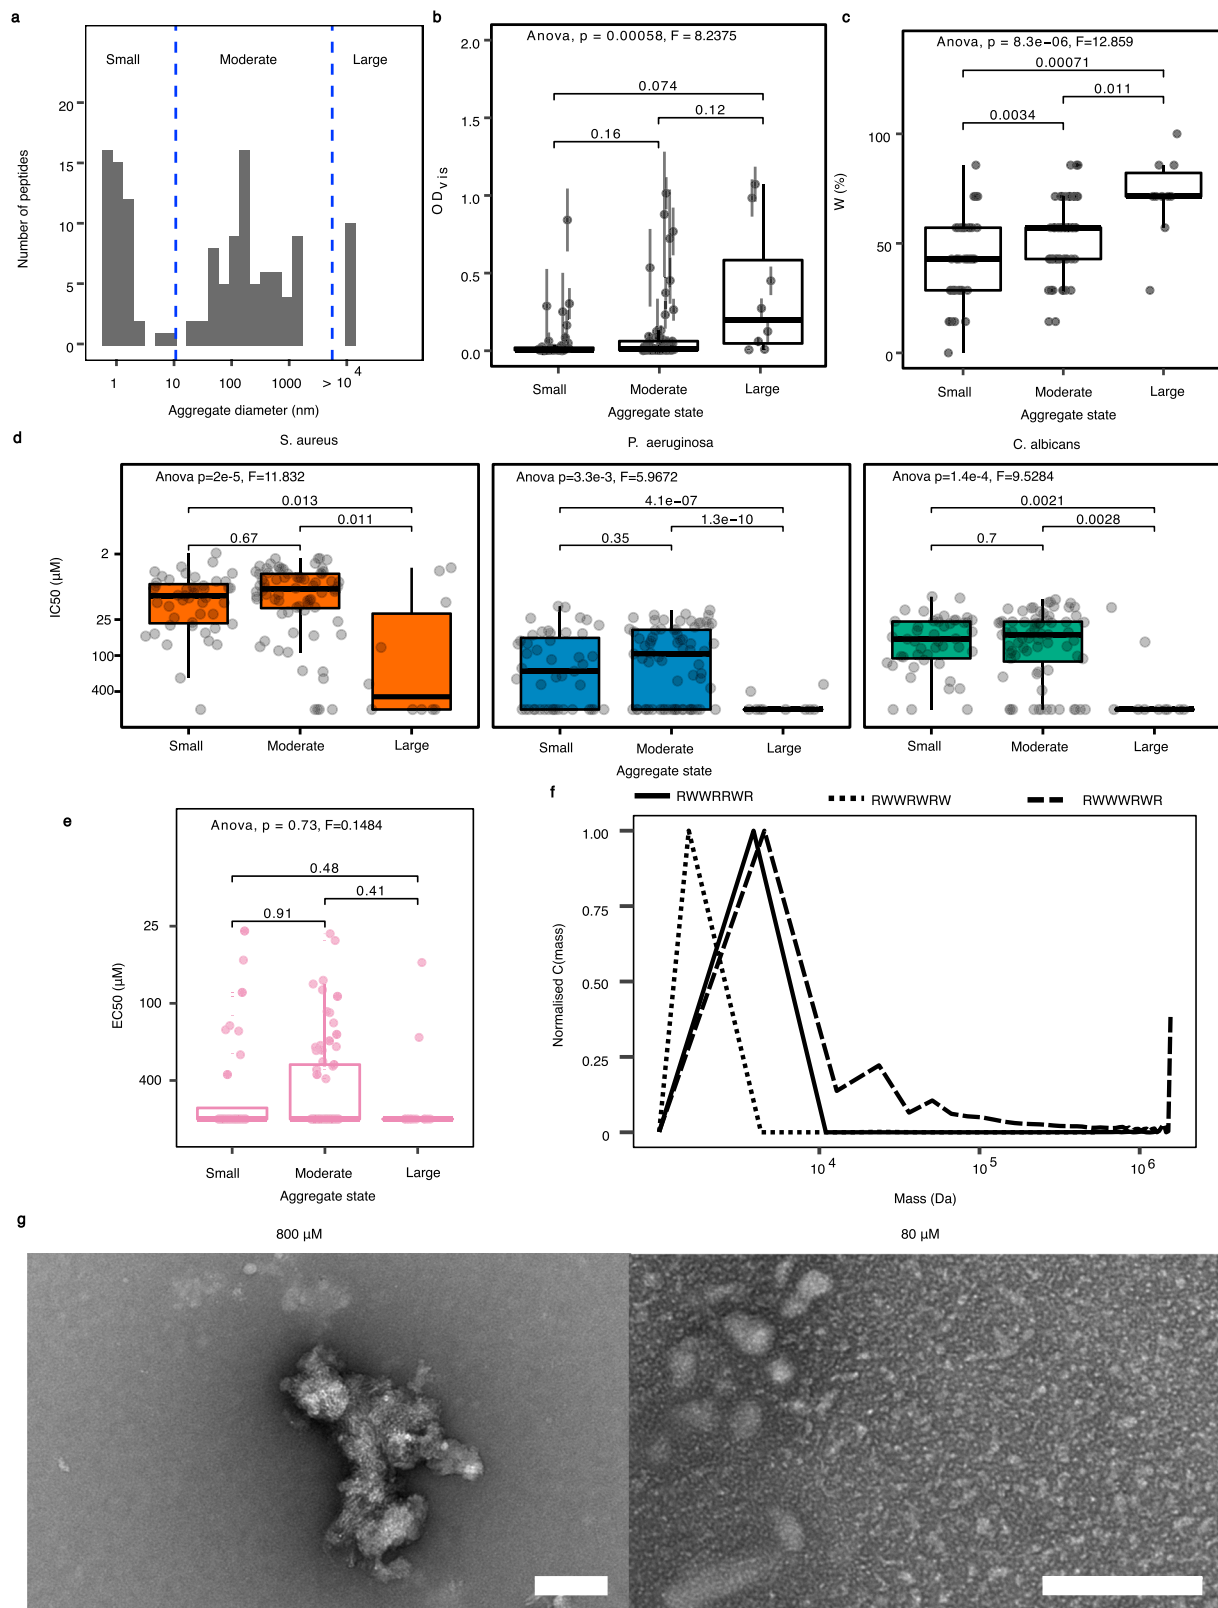 a
Small
Moderate
Large
20
15
10
5
0
Number of peptides
1
10
100
1000
> 10 4
Aggregate diameter (nm)
b
Anova, p = 0.00058, F = 8.2375
2.0
1.5
1.0
0.5
0.0
OD vis
0.074
0.12
0.16
Small
Moderate
Large
Aggregate state
c
Anova, p = 8.3e−06, F=12.859
0.00071
0.011
0.0034
100
50
0
W (%)
Small
Moderate
Large
Aggregate state
d
S. aureus
P. aeruginosa
C. albicans
Anova p=2e-5, F=11.832
0.013
0.011
0.67
2
25
100
400
IC50 (µM)
Small
Moderate
Large
Anova p=3.3e-3, F=5.9672
4.1e−07
1.3e−10
0.35
Small
Moderate
Large
Aggregate state
Anova p=1.4e-4, F=9.5284
0.0021
0.0028
0.7
Small
Moderate
Large
e
Anova, p = 0.73, F=0.1484
0.48
0.41
0.91
25
100
400
EC50 (µM)
Small
Moderate
Large
Aggregate state
f
RWWRRWR
RWWRWRW
RWWWRWR
1.00
0.75
0.50
0.25
0
Normalised C(mass)
10 4
10 5
10 6
Mass (Da)
g
800 µM
80 µM